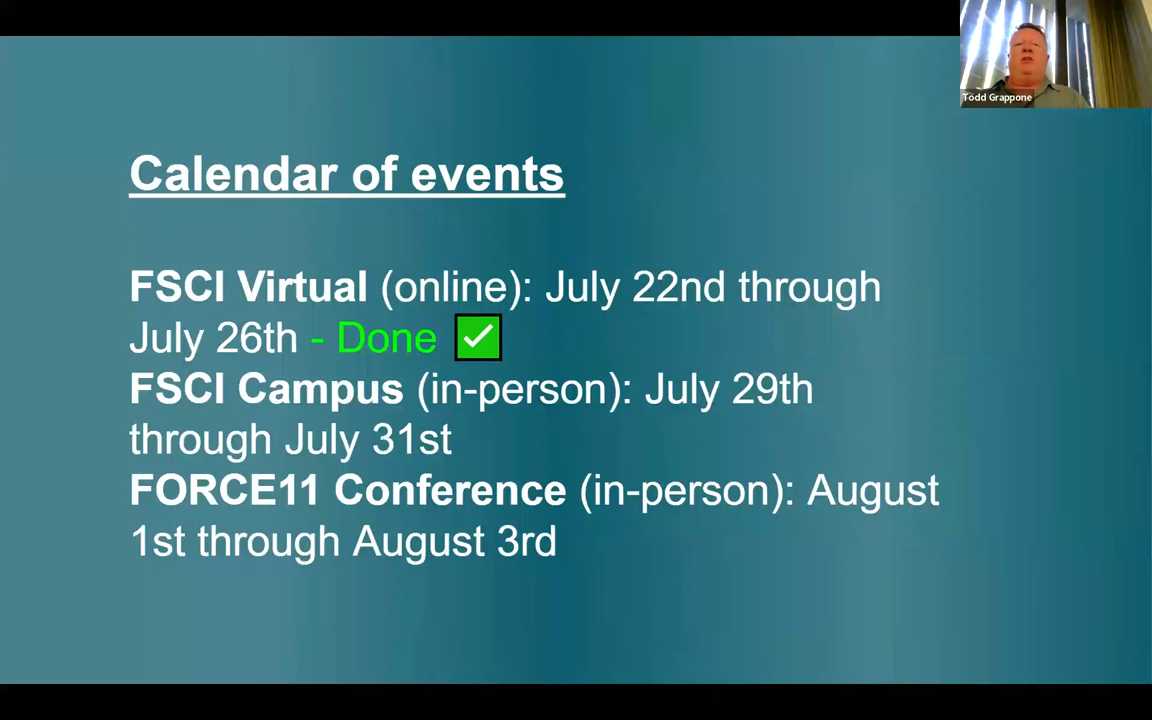 Todd Grappone
Calendar of events
FSCI Virtual (online): July 22nd through
July 26th - Done ✅
FSCI Campus (in-person): July 29th
through July 31st
FORCE11 Conference (in-person): August
1st through August 3rd